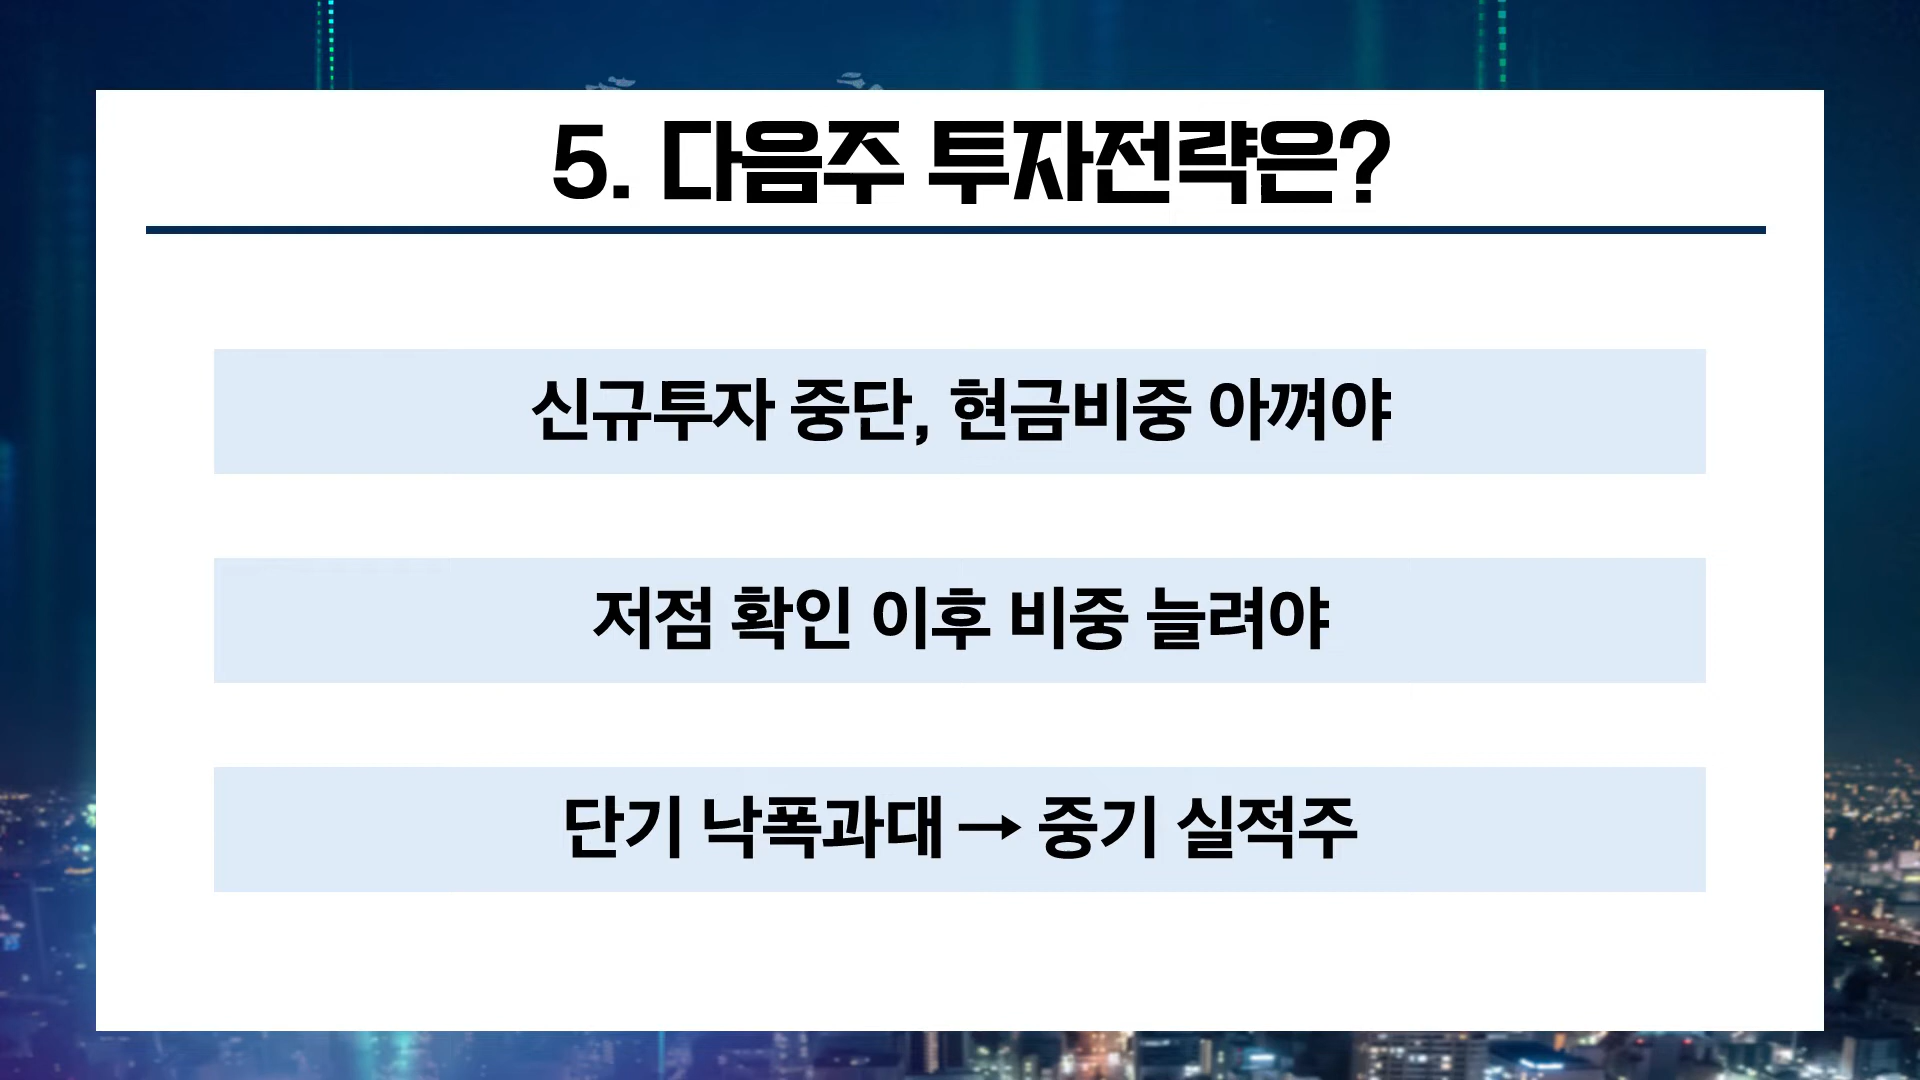 5. 다음주 투자전략은?
신규투자 중단, 현금비중 아껴야
저점 확인 이후 비중 늘려야
단기 낙폭과대 → 중기 실적주